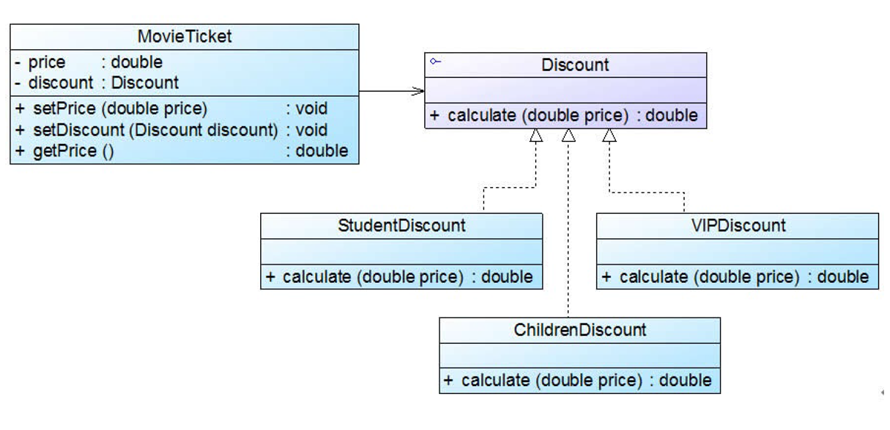 MovieTicket
- price : double
- discount : Discount
+ setPrice (double price) : void
+ setDiscount (Discount discount) : void
+ getPrice () : double
Discount
+ calculate (double price) : double
StudentDiscount
+ calculate (double price) : double
VIPDiscount
+ calculate (double price) : double
ChildrenDiscount
+ calculate (double price) : double